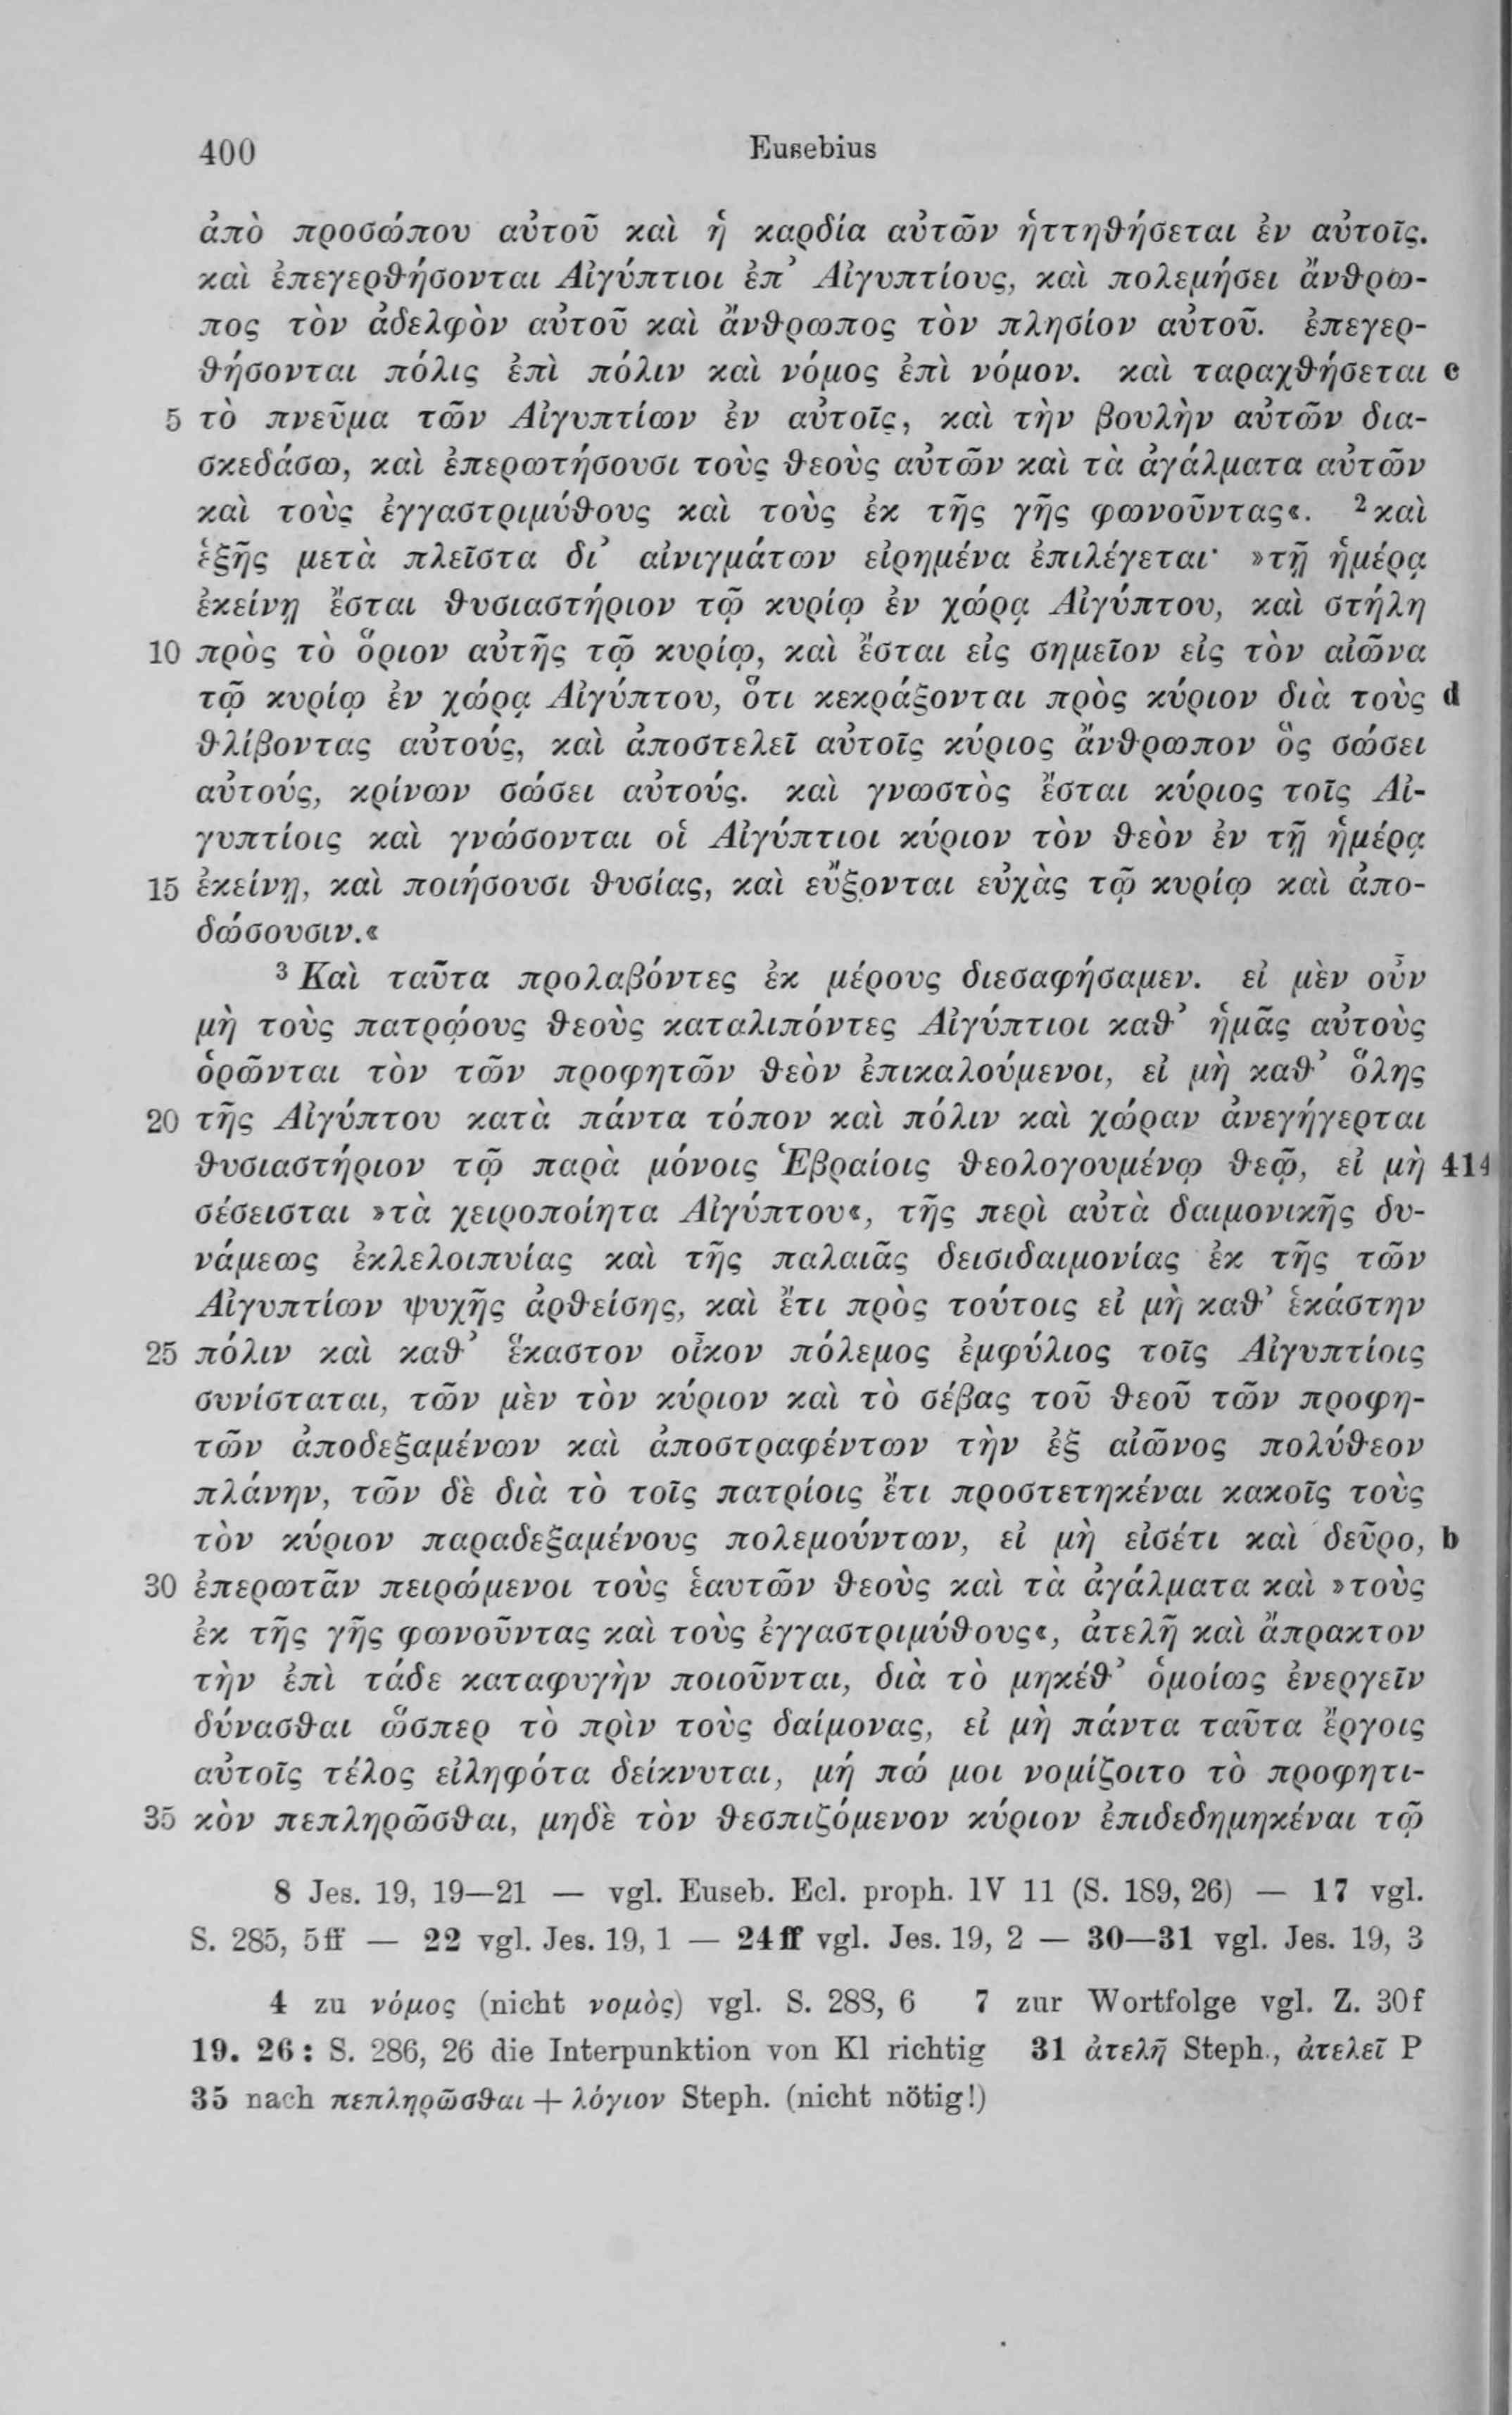 400 Eusebius
ἀπὸ προσώπου αὐτοῦ καὶ ἡ καρδία αὐτῶν ἡττηθήσεται ἐν αὐτοῖς.
καὶ ἐπεγερθήσονται Αἰγύπτιοι ἐπ᾽ Αἰγυπτίους, καὶ πολεμήσει ἄνθρω-
πος τὸν ἀδελφὸν αὐτοῦ καὶ ἄνθρωπος τὸν πλησίον αὐτοῦ. ἐπεγερ-
θήσονται πόλις ἐπὶ πόλιν καὶ νόμος ἐπὶ νόμον. καὶ ταραχθήσεται c
5 τὸ πνεῦμα τῶν Αἰγυπτίων ἐν αὐτοῖς, καὶ τὴν βουλὴν αὐτῶν δια-
σκεδάσω, καὶ ἐπερωτήσουσι τοὺς θεοὺς αὐτῶν καὶ τὰ ἀγάλματα αὐτῶν
καὶ τοὺς ἐγγαστριμύθους καὶ τοὺς ἐκ τῆς γῆς φωνοῦντας«. ²καὶ
ἑξῆς μετὰ πλεῖστα δι᾽ αἰνιγμάτων εἰρημένα ἐπιλέγεται· »τῇ ἡμέρᾳ
ἐκείνῃ ἔσται θυσιαστήριον τῷ κυρίῳ ἐν χώρᾳ Αἰγύπτου, καὶ στήλη
10 πρὸς τὸ ὅριον αὐτῆς τῷ κυρίῳ, καὶ ἔσται εἰς σημεῖον εἰς τὸν αἰῶνα
τῷ κυρίῳ ἐν χώρᾳ Αἰγύπτου, ὅτι κεκράξονται πρὸς κύριον διὰ τοὺς d
θλίβοντας αὐτούς, καὶ ἀποστελεῖ αὐτοῖς κύριος ἄνθρωπον ὃς σώσει
αὐτούς, κρίνων σώσει αὐτούς. καὶ γνωστὸς ἔσται κύριος τοῖς Αἰ-
γυπτίοις καὶ γνώσονται οἱ Αἰγύπτιοι κύριον τὸν θεὸν ἐν τῇ ἡμέρᾳ
15 ἐκείνῃ, καὶ ποιήσουσι θυσίας, καὶ εὔξονται εὐχὰς τῷ κυρίῳ καὶ ἀπο-
δώσουσιν.«
³ Καὶ ταῦτα προλαβόντες ἐκ μέρους διεσαφήσαμεν. εἰ μὲν οὖν
μὴ τοὺς πατρῴους θεοὺς καταλιπόντες Αἰγύπτιοι καθ᾽ ἡμᾶς αὐτοὺς
ὁρῶνται τὸν τῶν προφητῶν θεὸν ἐπικαλούμενοι, εἰ μὴ καθ᾽ ὅλης
20 τῆς Αἰγύπτου κατὰ πάντα τόπον καὶ πόλιν καὶ χώραν ἀνεγήγερται
θυσιαστήριον τῷ παρὰ μόνοις Ἑβραίοις θεολογουμένῳ θεῷ, εἰ μὴ 414
σέσεισται »τὰ χειροποίητα Αἰγύπτου«, τῆς περὶ αὐτὰ δαιμονικῆς δυ-
νάμεως ἐκλελοιπυίας καὶ τῆς παλαιᾶς δεισιδαιμονίας ἐκ τῆς τῶν
Αἰγυπτίων ψυχῆς ἀρθείσης, καὶ ἔτι πρὸς τούτοις εἰ μὴ καθ᾽ ἑκάστην
25 πόλιν καὶ καθ᾽ ἕκαστον οἶκον πόλεμος ἐμφύλιος τοῖς Αἰγυπτίοις
συνίσταται, τῶν μὲν τὸν κύριον καὶ τὸ σέβας τοῦ θεοῦ τῶν προφη-
τῶν ἀποδεξαμένων καὶ ἀποστραφέντων τὴν ἐξ αἰῶνος πολύθεον
πλάνην, τῶν δὲ διὰ τὸ τοῖς πατρίοις ἔτι προστετηκέναι κακοῖς τοὺς
τὸν κύριον παραδεξαμένους πολεμούντων, εἰ μὴ εἰσέτι καὶ δεῦρο, b
30 ἐπερωτᾶν πειρώμενοι τοὺς ἑαυτῶν θεοὺς καὶ τὰ ἀγάλματα καὶ »τοὺς
ἐκ τῆς γῆς φωνοῦντας καὶ τοὺς ἐγγαστριμύθους«, ἀτελῆ καὶ ἄπρακτον
τὴν ἐπὶ τάδε καταφυγὴν ποιοῦνται, διὰ τὸ μηκέθ᾽ ὁμοίως ἐνεργεῖν
δύνασθαι ὥσπερ τὸ πρὶν τοὺς δαίμονας, εἰ μὴ πάντα ταῦτα ἔργοις
αὐτοῖς τέλος εἰληφότα δείκνυται, μή πώ μοι νομίζοιτο τὸ προφητι-
35 κὸν πεπληρῶσθαι, μηδὲ τὸν θεσπιζόμενον κύριον ἐπιδεδημηκέναι τῷ
8 Jes. 19, 19—21 — vgl. Euseb. Ecl. proph. IV 11 (S. 189, 26) — 17 vgl.
S. 285, 5 ff — 22 vgl. Jes. 19, 1 — 24 ff vgl. Jes. 19, 2 — 30—31 vgl. Jes. 19, 3
4 zu νόμος (nicht νομὸς) vgl. S. 288, 6 7 zur Wortfolge vgl. Z. 30 f
19. 26: S. 286, 26 die Interpunktion von Kl richtig 31 ἀτελῆ Steph., ἀτελεῖ P
35 nach πεπληρῶσθαι + λόγιον Steph. (nicht nötig!)